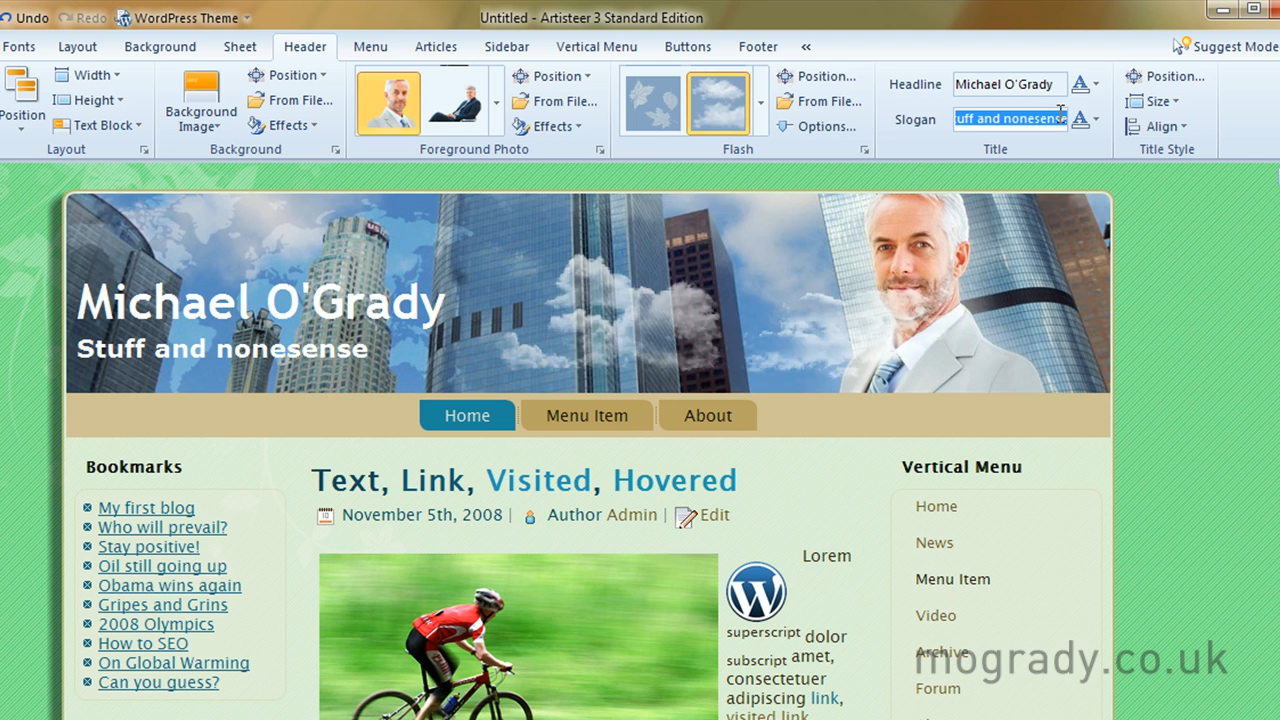 Undo Redo WordPress Theme Untitled - Artisteer 3 Standard Edition
Fonts Layout Background Sheet Header Menu Articles Sidebar Vertical Menu Buttons Footer « Suggest Mode
Position Width Height Text Block
Layout
Background Image Position From File... Effects
Background
Position From File... Effects
Foreground Photo
Position... From File... Options...
Flash
Headline Michael O'Grady
Slogan uff and nonesense
Title
Position... Size Align
Title Style
Michael O'Grady
Stuff and nonesense
Home Menu Item About
Bookmarks
My first blog
Who will prevail?
Stay positive!
Oil still going up
Obama wins again
Gripes and Grins
2008 Olympics
How to SEO
On Global Warming
Can you guess?
Text, Link, Visited, Hovered
November 5th, 2008 | Author Admin | Edit
Lorem
superscript dolor
subscript amet,
consectetuer
adipiscing link,
visited link
Vertical Menu
Home
News
Menu Item
Video
Archive
Forum
mogrady.co.uk